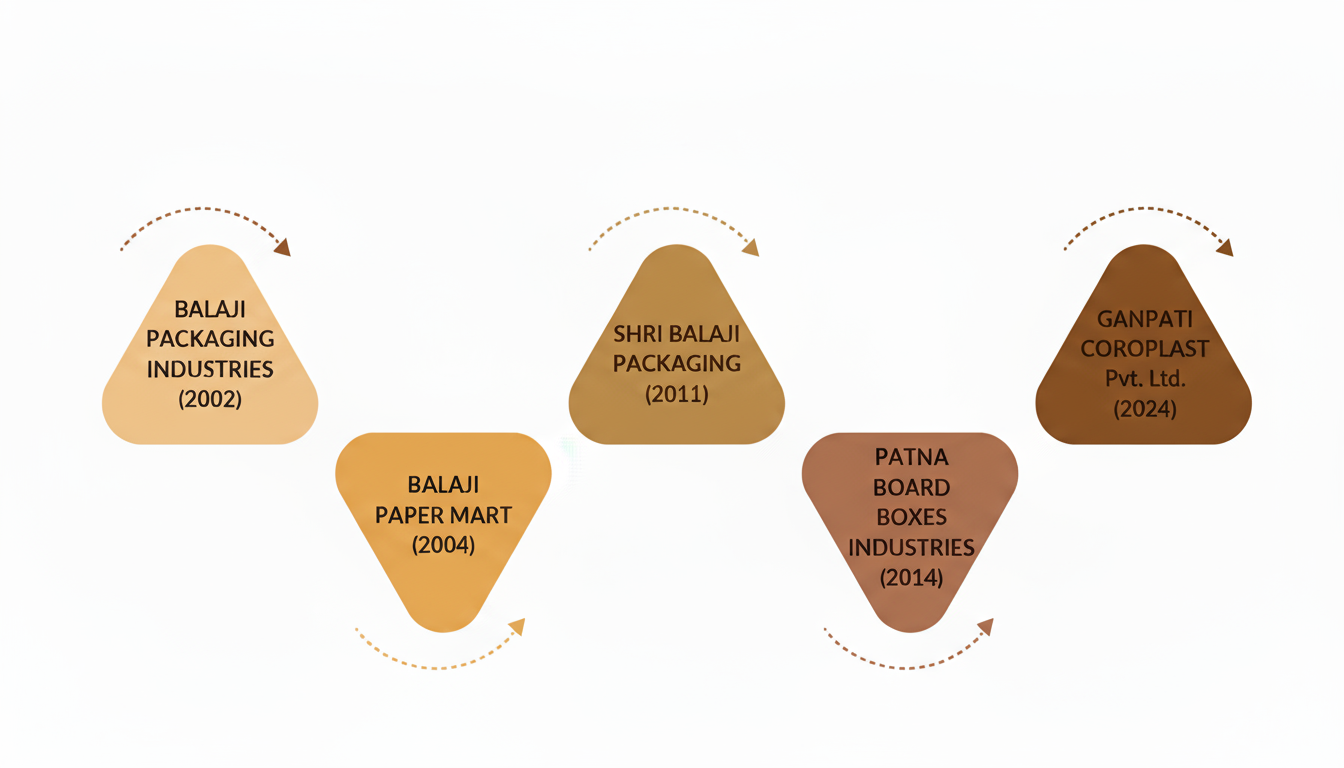 BALAJI
PACKAGING
INDUSTRIES
(2002)
BALAJI
PAPER MART
(2004)
SHRI BALAJI
PACKAGING
(2011)
PATNA
BOARD
BOXES
INDUSTRIES
(2014)
GANPATI
COROPLAST
Pvt. Ltd.
(2024)